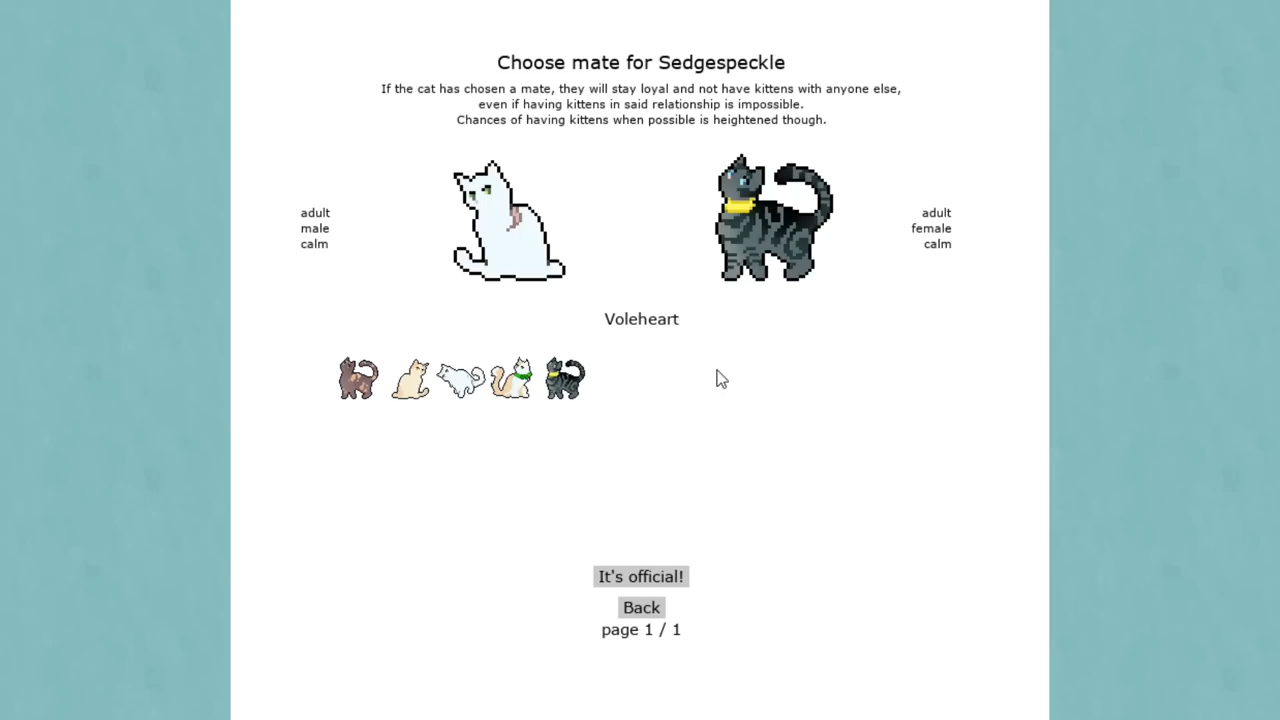 Choose mate for Sedgespeckle
If the cat has chosen a mate, they will stay loyal and not have kittens with anyone else,
even if having kittens in said relationship is impossible.
Chances of having kittens when possible is heightened though.
adult
male
calm
adult
female
calm
Voleheart
It's official!
Back
page 1 / 1